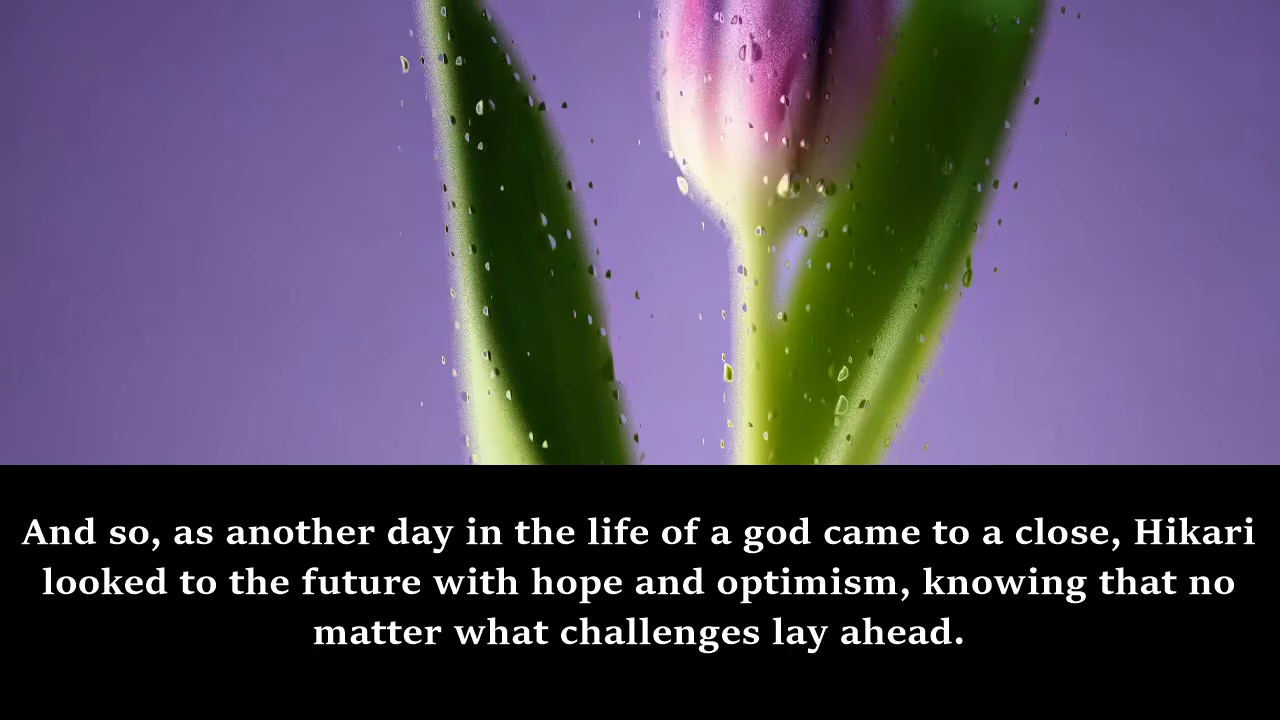 And so, as another day in the life of a god came to a close, Hikari
looked to the future with hope and optimism, knowing that no
matter what challenges lay ahead.